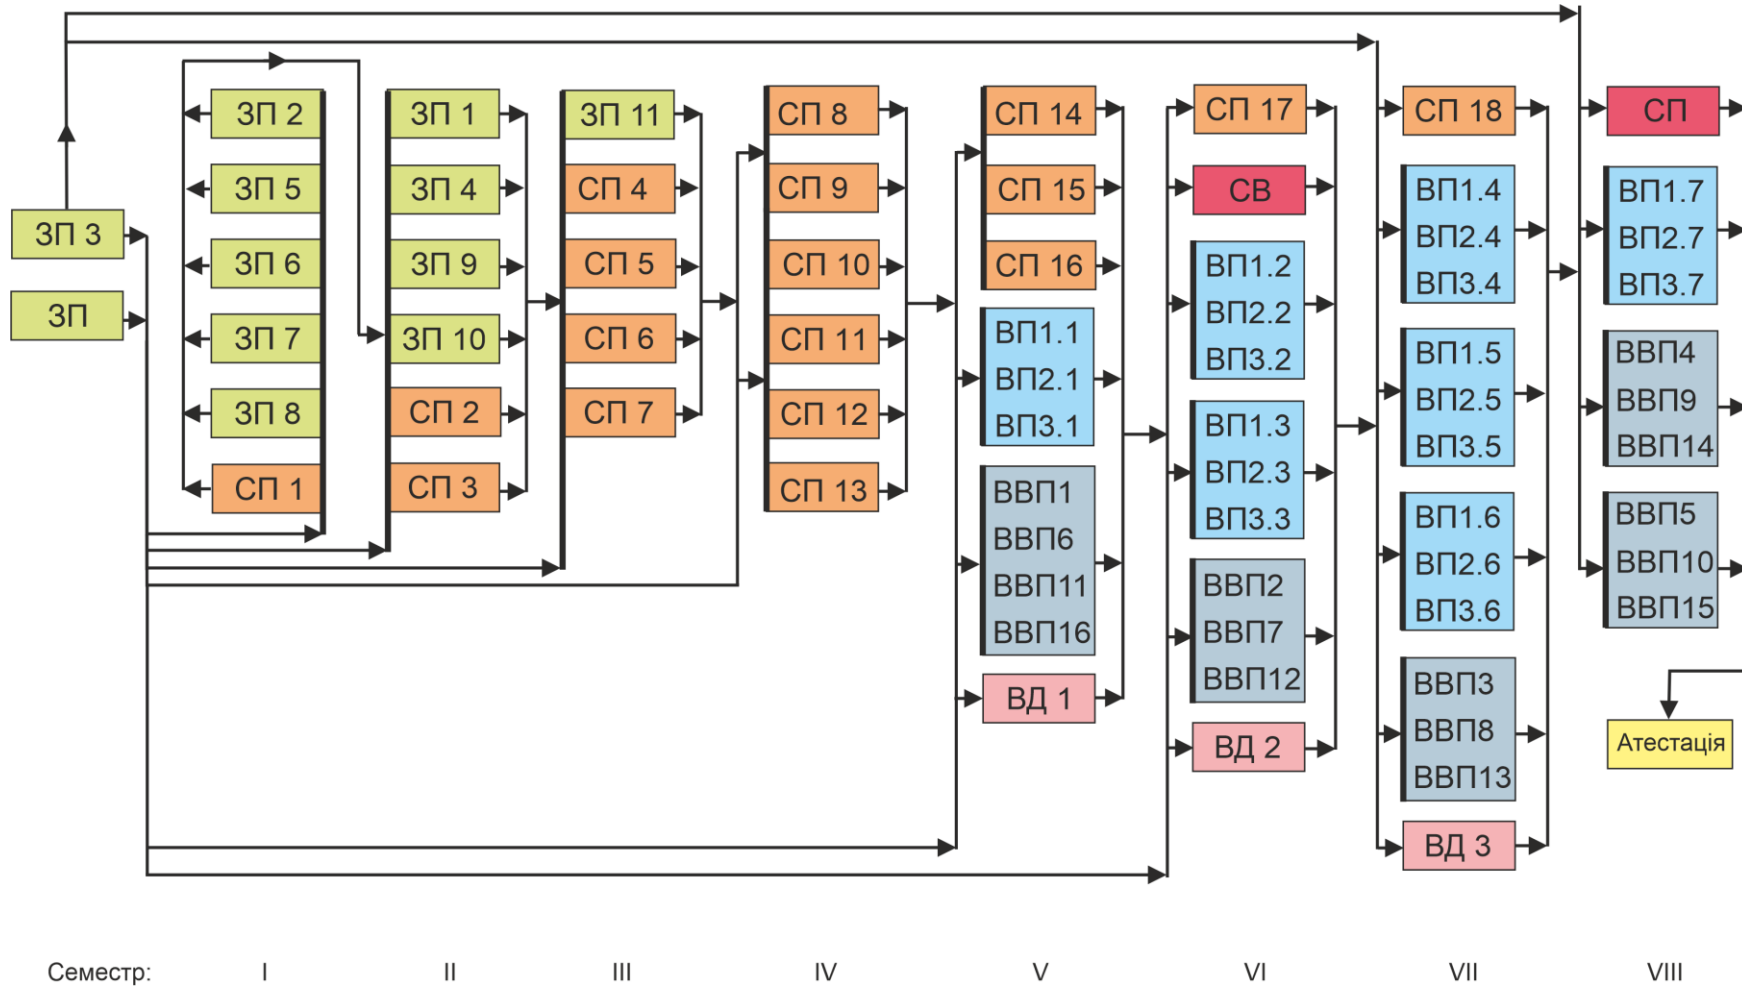 ЗП 3
ЗП
ЗП 2
ЗП 5
ЗП 6
ЗП 7
ЗП 8
СП 1
ЗП 1
ЗП 4
ЗП 9
ЗП 10
СП 2
СП 3
ЗП 11
СП 4
СП 5
СП 6
СП 7
СП 8
СП 9
СП 10
СП 11
СП 12
СП 13
СП 14
СП 15
СП 16
ВП1.1
ВП2.1
ВП3.1
ВВП1
ВВП6
ВВП11
ВВП16
ВД 1
СП 17
СВ
ВП1.2
ВП2.2
ВП3.2
ВП1.3
ВП2.3
ВП3.3
ВВП2
ВВП7
ВВП12
ВД 2
СП 18
ВП1.4
ВП2.4
ВП3.4
ВП1.5
ВП2.5
ВП3.5
ВП1.6
ВП2.6
ВП3.6
ВВП3
ВВП8
ВВП13
ВД 3
СП
ВП1.7
ВП2.7
ВП3.7
ВВП4
ВВП9
ВВП14
ВВП5
ВВП10
ВВП15
Атестація
Семестр: I II III IV V VI VII VIII